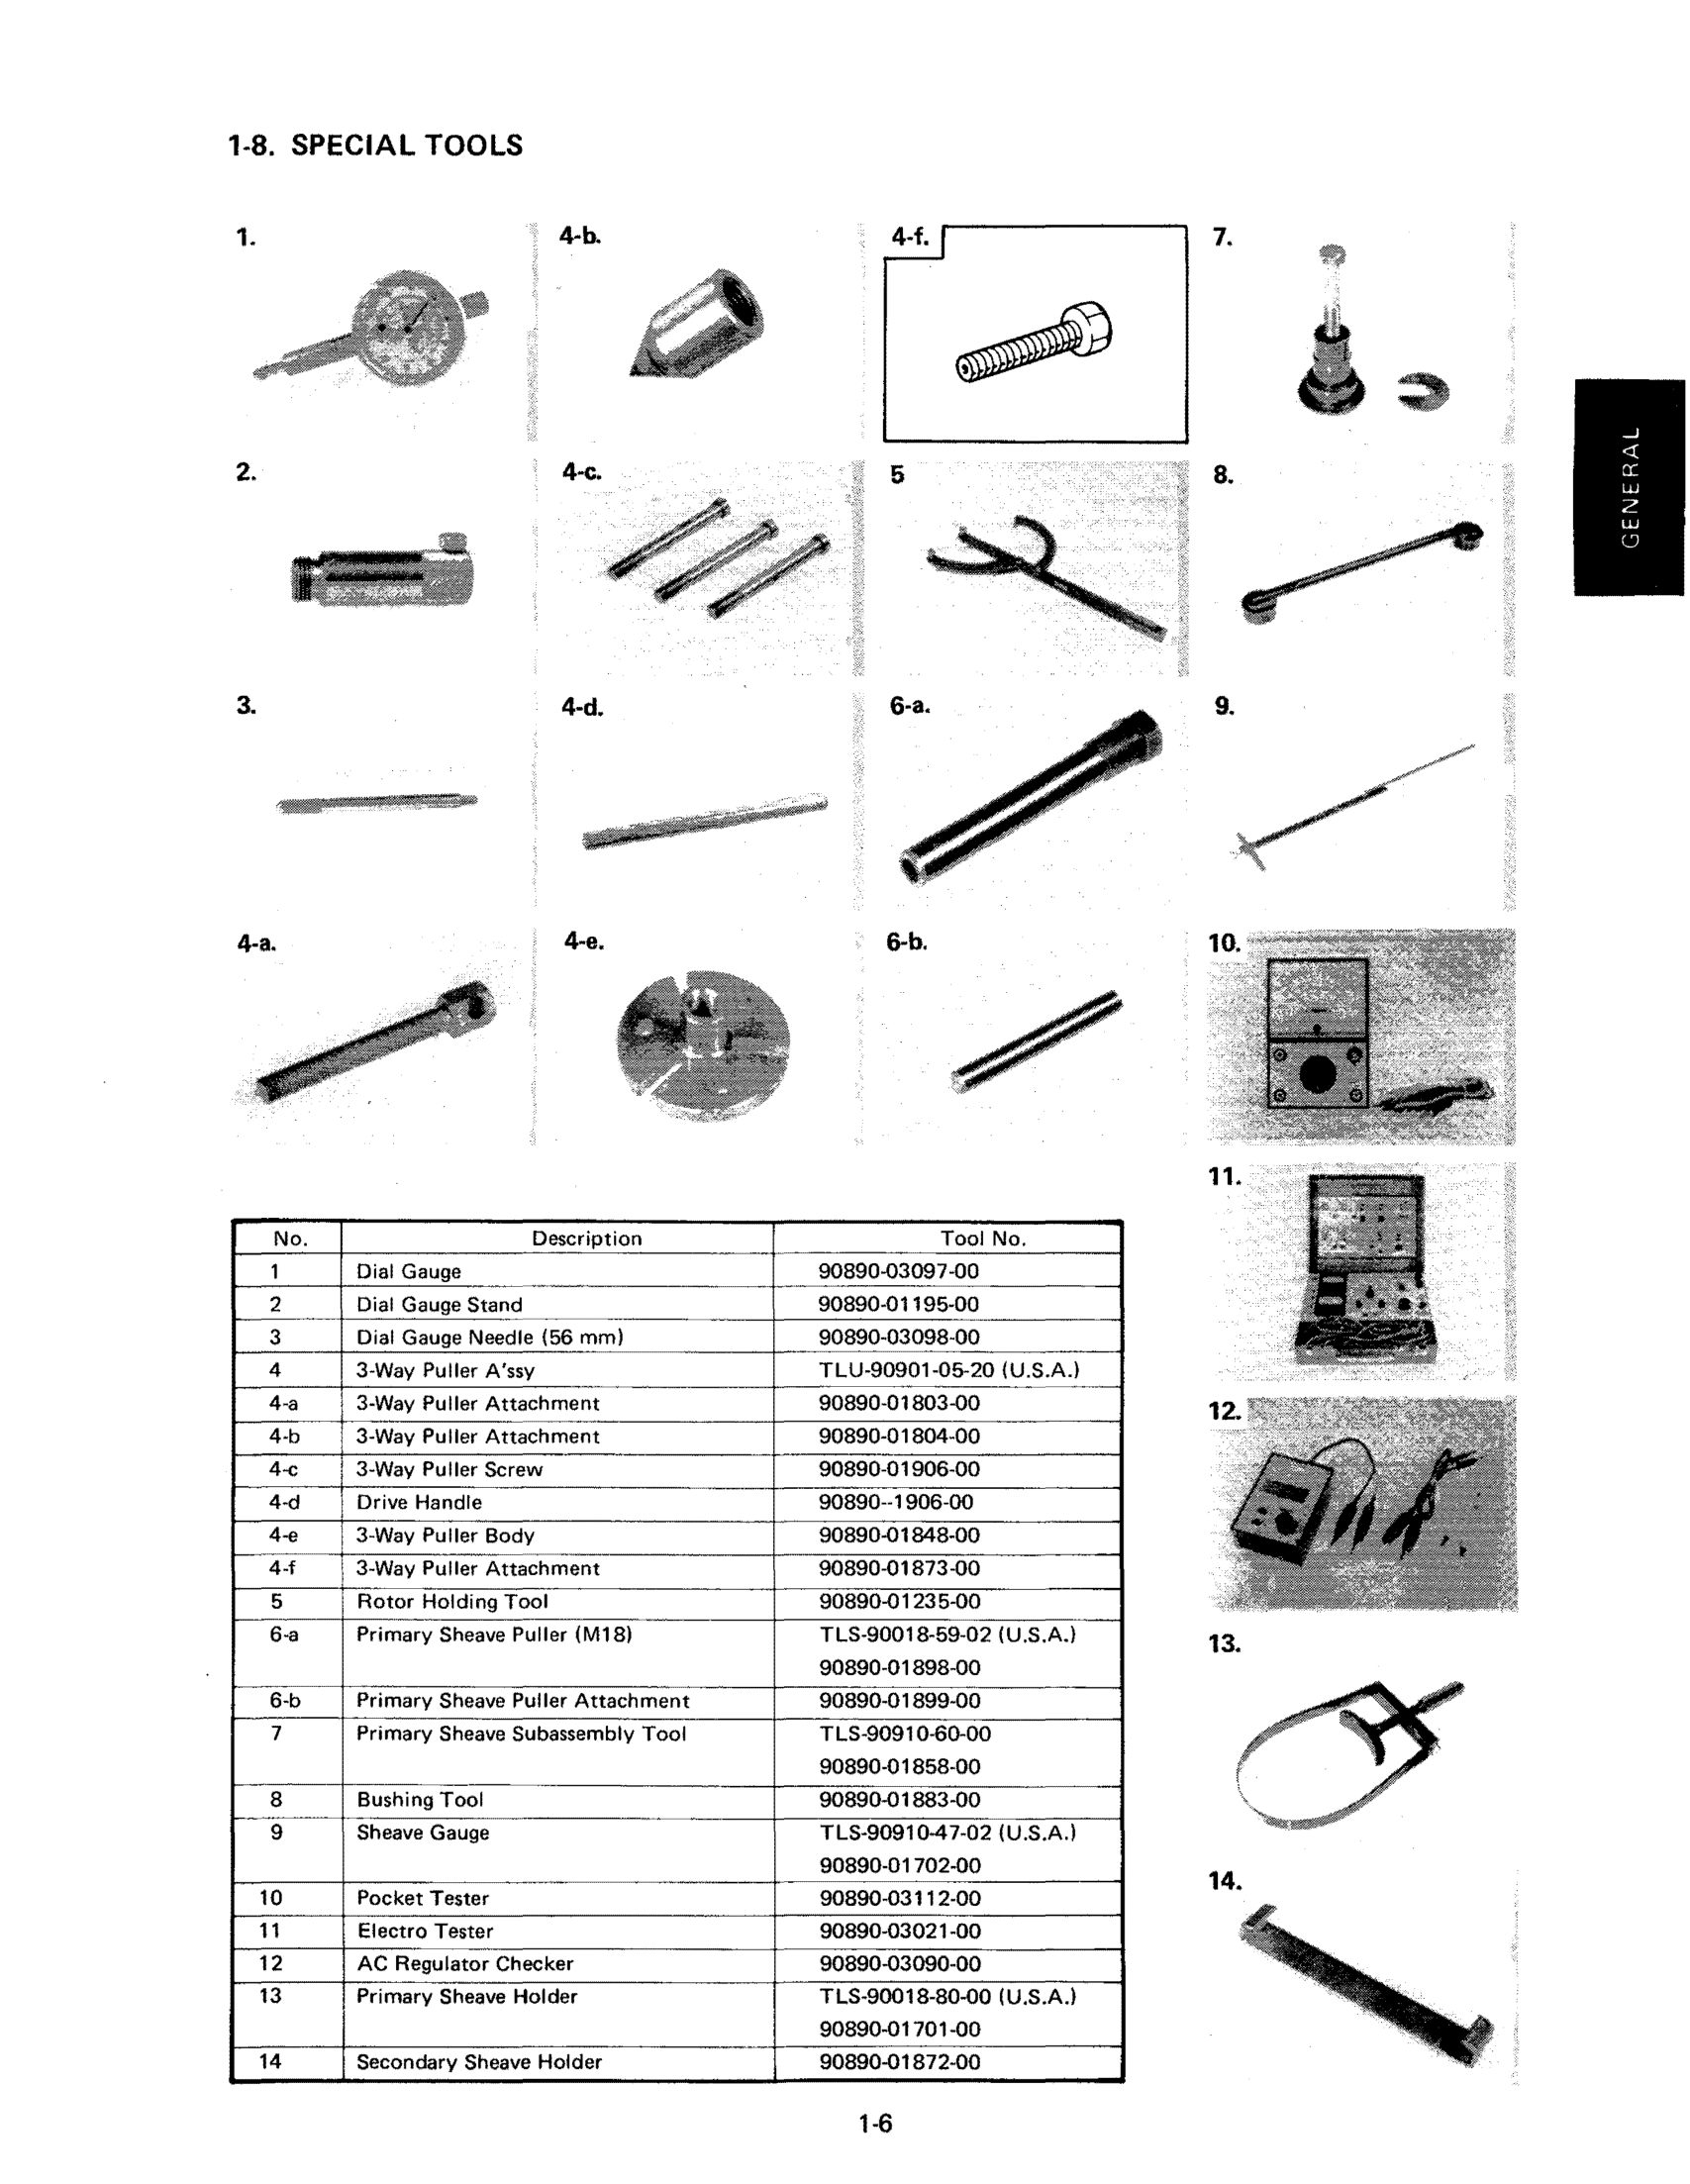 1-8. SPECIAL TOOLS
1.
4-b.
4-f.
7.
2.
4-c.
5
8.
3.
4-d.
6-a.
9.
4-a.
4-e.
6-b.
10.
11.
12.
13.
14.
GENERAL
No. Description Tool No.
1 Dial Gauge 90890-03097-00
2 Dial Gauge Stand 90890-01195-00
3 Dial Gauge Needle (56 mm) 90890-03098-00
4 3-Way Puller A'ssy TLU-90901-05-20 (U.S.A.)
4-a 3-Way Puller Attachment 90890-01803-00
4-b 3-Way Puller Attachment 90890-01804-00
4-c 3-Way Puller Screw 90890-01906-00
4-d Drive Handle 90890--1906-00
4-e 3-Way Puller Body 90890-01848-00
4-f 3-Way Puller Attachment 90890-01873-00
5 Rotor Holding Tool 90890-01235-00
6-a Primary Sheave Puller (M18) TLS-90018-59-02 (U.S.A.)
90890-01898-00
6-b Primary Sheave Puller Attachment 90890-01899-00
7 Primary Sheave Subassembly Tool TLS-90910-60-00
90890-01858-00
8 Bushing Tool 90890-01883-00
9 Sheave Gauge TLS-90910-47-02 (U.S.A.)
90890-01702-00
10 Pocket Tester 90890-03112-00
11 Electro Tester 90890-03021-00
12 AC Regulator Checker 90890-03090-00
13 Primary Sheave Holder TLS-90018-80-00 (U.S.A.)
90890-01701-00
14 Secondary Sheave Holder 90890-01872-00
1-6